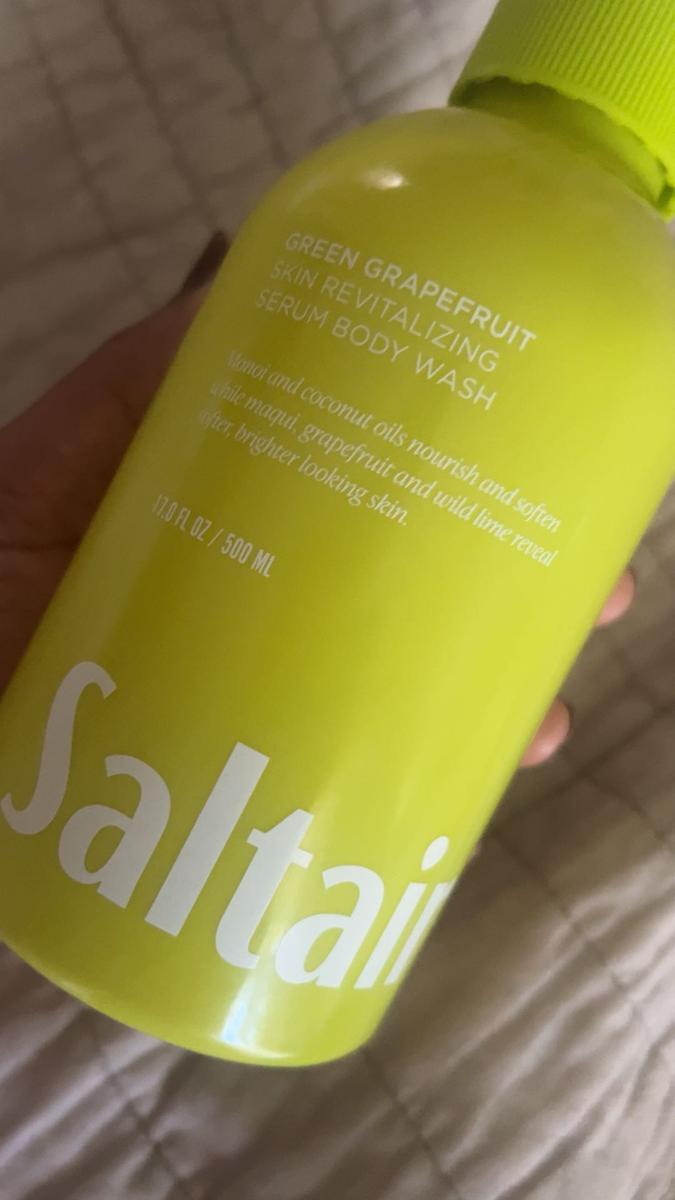 GREEN GRAPEFRUIT
SKIN REVITALIZING
SERUM BODY WASH
Monoi and coconut oils nourish and soften
while maqui, grapefruit and wild lime reveal
softer, brighter looking skin.
17.0 FL OZ / 500 ML
Saltair